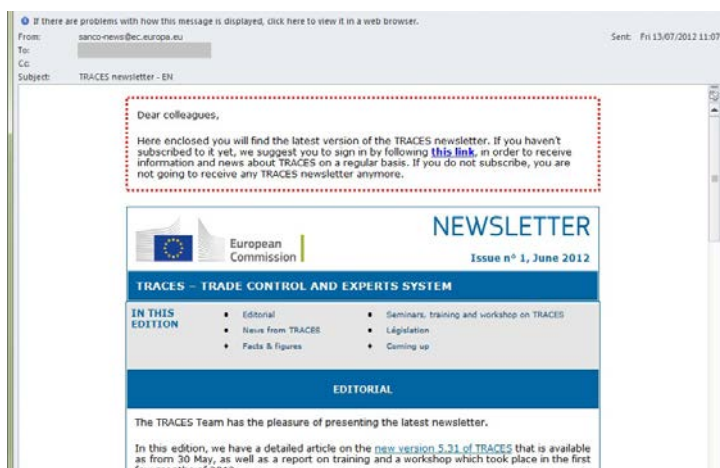 If there are problems with how this message is displayed, click here to view it in a web browser.
From: sanco-news@ec.europa.eu Sent: Fri 13/07/2012 11:07
To:
Cc:
Subject: TRACES newsletter - EN
Dear colleagues,
Here enclosed you will find the latest version of the TRACES newsletter. If you haven't
subscribed to it yet, we suggest you to sign in by following this link, in order to receive
information and news about TRACES on a regular basis. If you do not subscribe, you are
not going to receive any TRACES newsletter anymore.
European
Commission
NEWSLETTER
Issue nº 1, June 2012
TRACES – TRADE CONTROL AND EXPERTS SYSTEM
IN THIS
EDITION
• Editorial
• News from TRACES
• Facts & figures
• Seminars, training and workshop on TRACES
• Législation
• Coming up
EDITORIAL
The TRACES Team has the pleasure of presenting the latest newsletter.
In this edition, we have a detailed article on the new version 5.31 of TRACES that is available
as from 30 May, as well as a report on training and a workshop which took place in the first